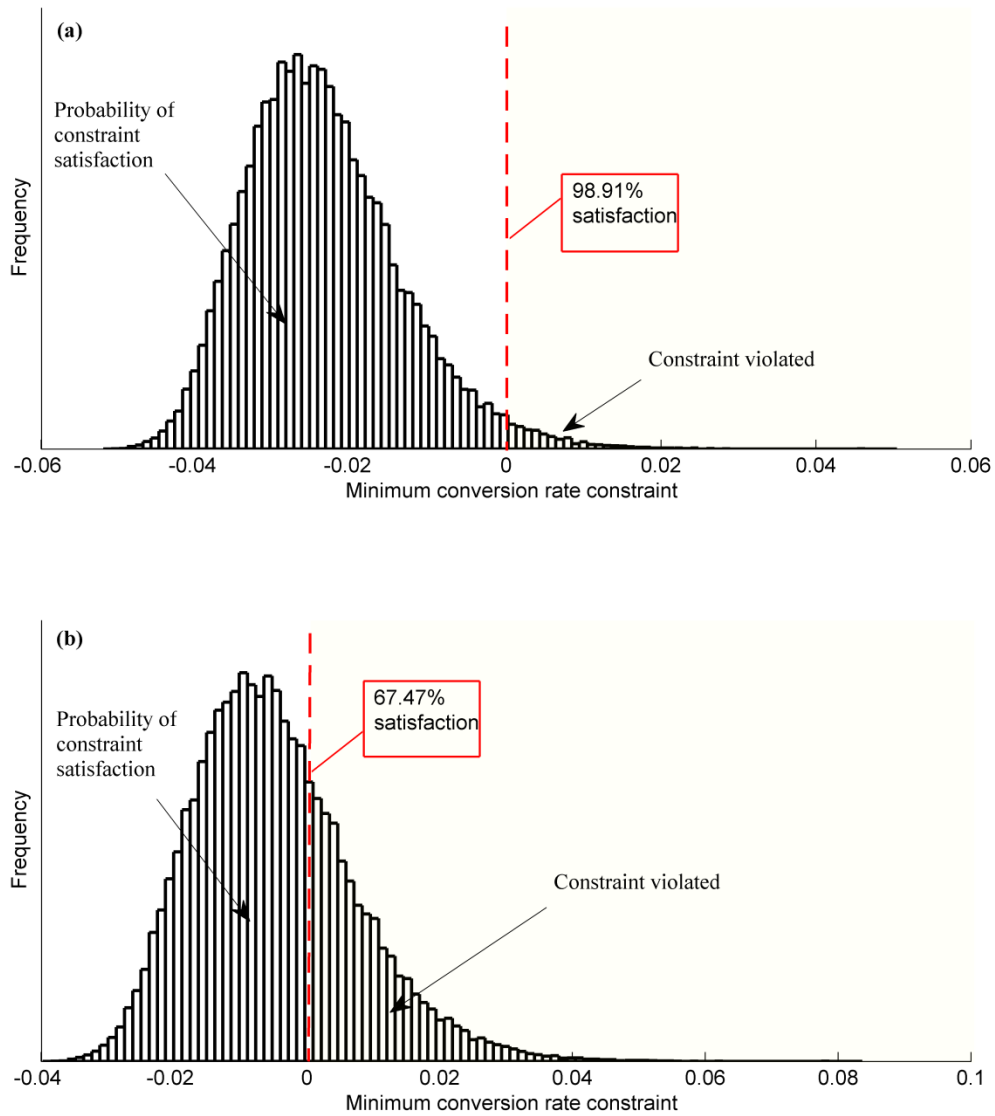 (a)
Probability of
constraint
satisfaction
98.91%
satisfaction
Constraint violated
Frequency
-0.06 -0.04 -0.02 0 0.02 0.04 0.06
Minimum conversion rate constraint
(b)
Probability of
constraint
satisfaction
67.47%
satisfaction
Constraint violated
Frequency
-0.04 -0.02 0 0.02 0.04 0.06 0.08 0.1
Minimum conversion rate constraint